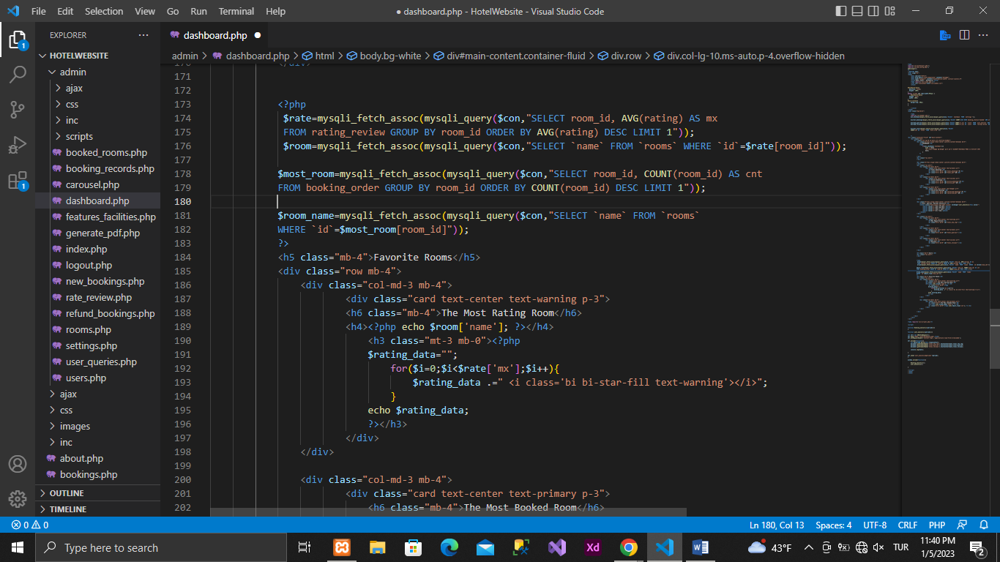 File Edit Selection View Go Run Terminal Help
● dashboard.php - HotelWebsite - Visual Studio Code
EXPLORER
HOTELWEBSITE
admin
ajax
css
inc
scripts
booked_rooms.php
booking_records.php
carousel.php
dashboard.php
features_facilities.php
generate_pdf.php
index.php
logout.php
new_bookings.php
rate_review.php
refund_bookings.php
rooms.php
settings.php
user_queries.php
users.php
ajax
css
images
inc
about.php
bookings.php
OUTLINE
TIMELINE
1
1
dashboard.php ●
admin > dashboard.php > html > body.bg-white > div#main-content.container-fluid > div.row > div.col-lg-10.ms-auto.p-4.overflow-hidden
170 </div>
171
172
173 <?php
174 $rate=mysqli_fetch_assoc(mysqli_query($con,"SELECT room_id, AVG(rating) AS mx
175 FROM rating_review GROUP BY room_id ORDER BY AVG(rating) DESC LIMIT 1"));
176 $room=mysqli_fetch_assoc(mysqli_query($con,"SELECT `name` FROM `rooms` WHERE `id`=$rate[room_id]"));
177
178 $most_room=mysqli_fetch_assoc(mysqli_query($con,"SELECT room_id, COUNT(room_id) AS cnt
179 FROM booking_order GROUP BY room_id ORDER BY COUNT(room_id) DESC LIMIT 1"));
180
181 $room_name=mysqli_fetch_assoc(mysqli_query($con,"SELECT `name` FROM `rooms`
182 WHERE `id`=$most_room[room_id]"));
183 ?>
184 <h5 class="mb-4">Favorite Rooms</h5>
185 <div class="row mb-4">
186 <div class="col-md-3 mb-4">
187 <div class="card text-center text-warning p-3">
188 <h6 class="mb-4">The Most Rating Room</h6>
189 <h4><?php echo $room['name']; ?></h4>
190 <h3 class="mt-3 mb-0"><?php
191 $rating_data="";
192 for($i=0;$i<$rate['mx'];$i++){
193 $rating_data .=" <i class='bi bi-star-fill text-warning'></i>";
194 }
195 echo $rating_data;
196 ?></h3>
197 </div>
198 </div>
199
200 <div class="col-md-3 mb-4">
201 <div class="card text-center text-primary p-3">
202 <h6 class="mb-4">The Most Booked Room</h6>
0 0 Ln 180, Col 13 Spaces: 4 UTF-8 CRLF PHP
Type here to search
Xd
43°F TUR 11:40 PM
1/5/2023
2